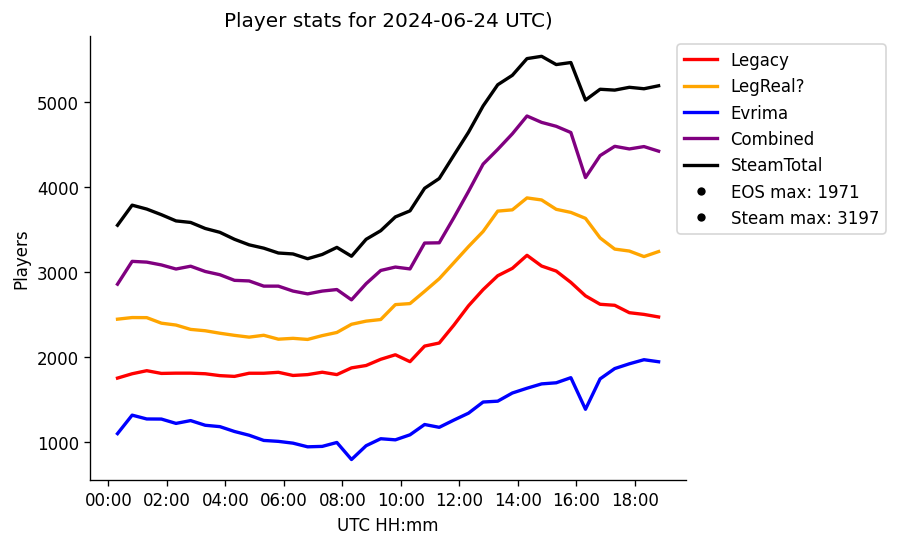 Player stats for 2024-06-24 UTC)
Legacy
LegReal?
Evrima
Combined
SteamTotal
EOS max: 1971
Steam max: 3197
Players
5000
4000
3000
2000
1000
00:00 02:00 04:00 06:00 08:00 10:00 12:00 14:00 16:00 18:00
UTC HH:mm